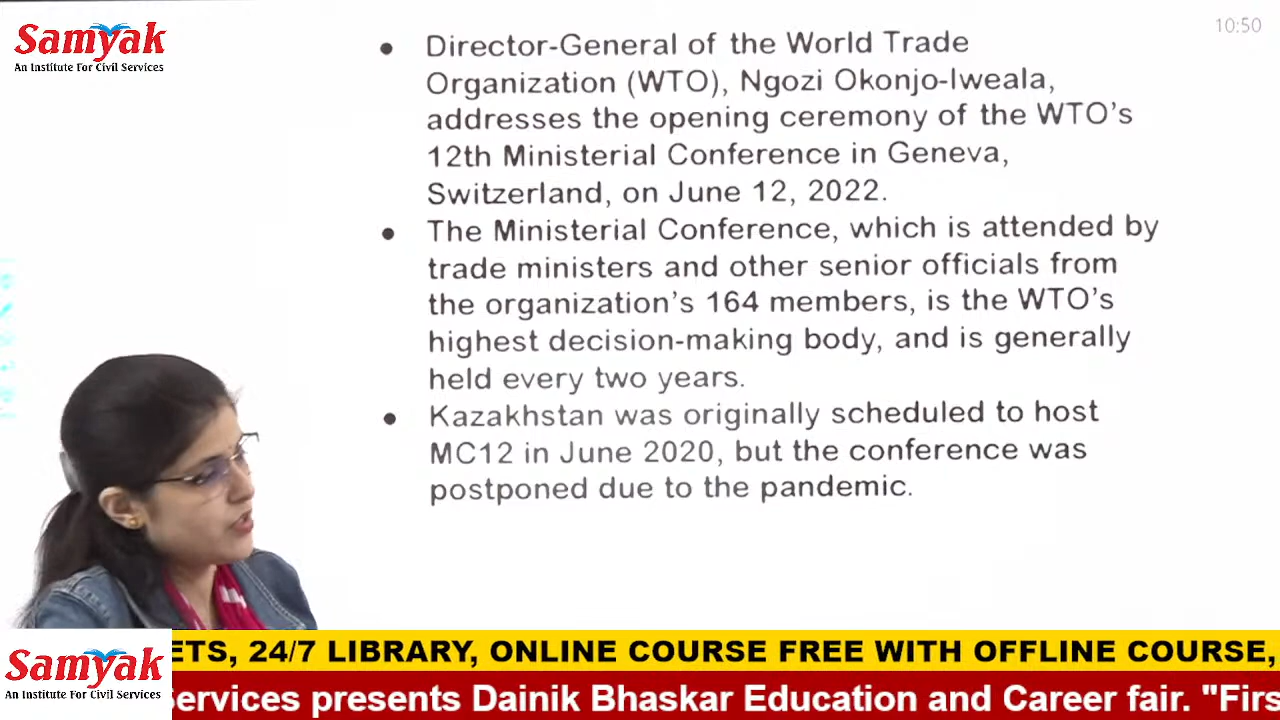 Samyak
An Institute For Civil Services
10:50
● Director-General of the World Trade
Organization (WTO), Ngozi Okonjo-Iweala,
addresses the opening ceremony of the WTO's
12th Ministerial Conference in Geneva,
Switzerland, on June 12, 2022.
● The Ministerial Conference, which is attended by
trade ministers and other senior officials from
the organization's 164 members, is the WTO's
highest decision-making body, and is generally
held every two years.
● Kazakhstan was originally scheduled to host
MC12 in June 2020, but the conference was
postponed due to the pandemic.
Samyak
An Institute For Civil Services
ETS, 24/7 LIBRARY, ONLINE COURSE FREE WITH OFFLINE COURSE,
ervices presents Dainik Bhaskar Education and Career fair. "Firs